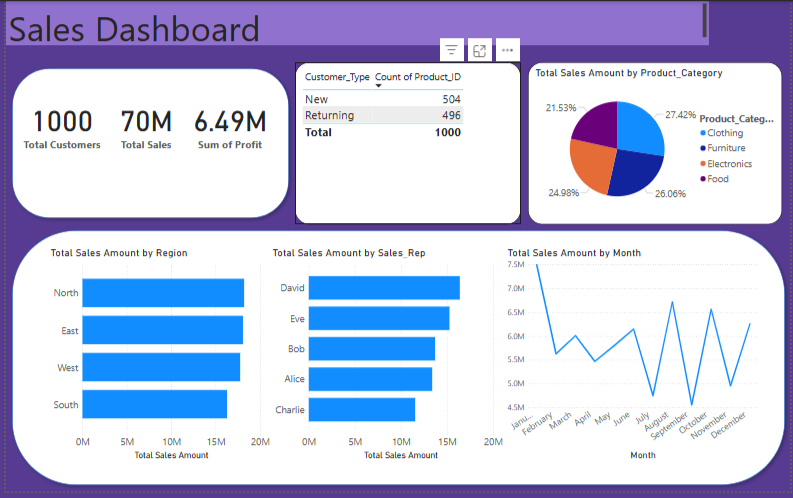 Sales Dashboard
1000 70M 6.49M
Total Customers Total Sales Sum of Profit
Customer_Type Count of Product_ID
New 504
Returning 496
Total 1000
Total Sales Amount by Product_Category
21.53%
27.42%
24.98%
26.06%
Product_Categ...
Clothing
Furniture
Electronics
Food
Total Sales Amount by Region
North
East
West
South
0M 5M 10M 15M 20M
Total Sales Amount
Total Sales Amount by Sales_Rep
David
Eve
Bob
Alice
Charlie
0M 5M 10M 15M 20M
Total Sales Amount
Total Sales Amount by Month
7.5M
7.0M
6.5M
6.0M
5.5M
5.0M
4.5M
Janu... February March April May June July August September October November December
Month